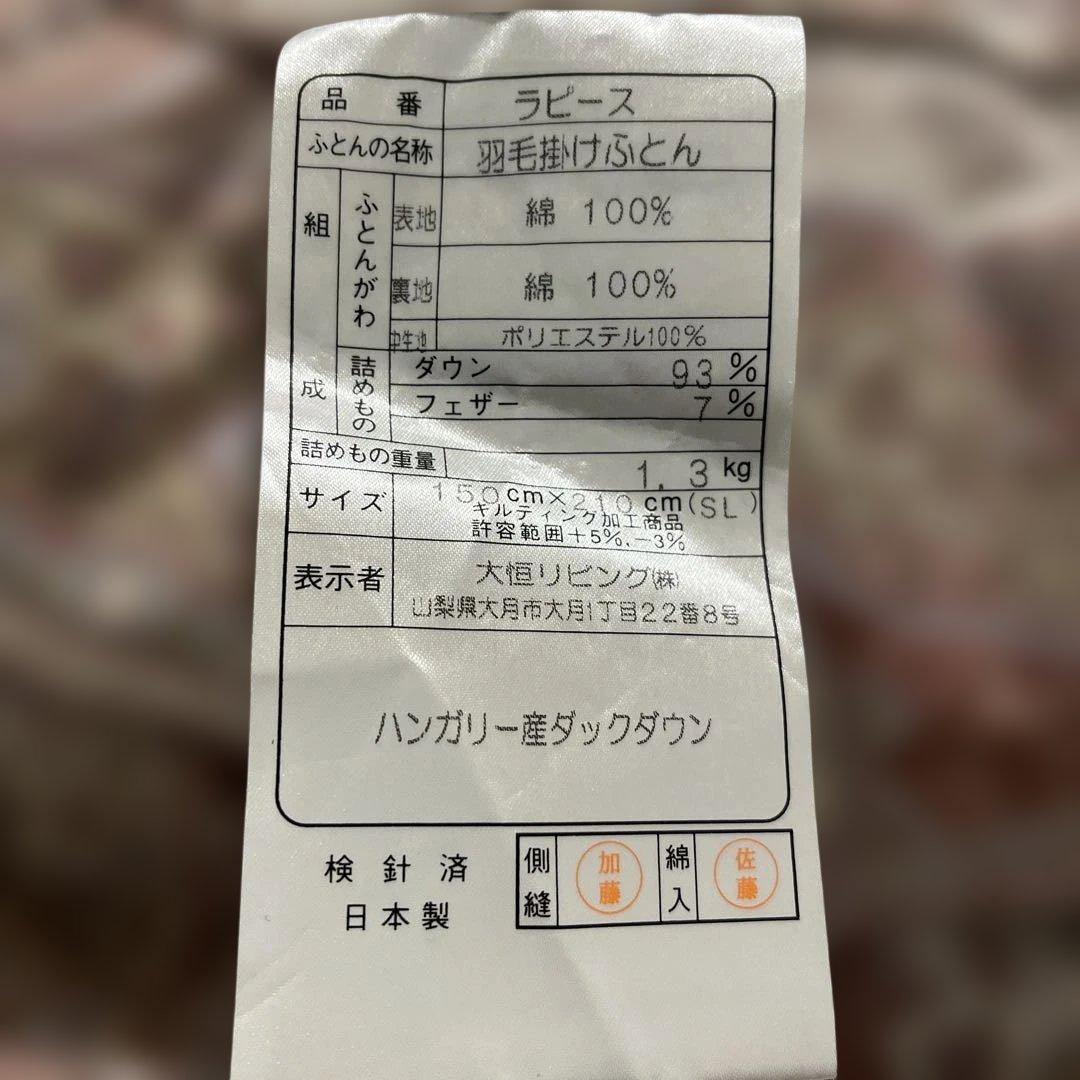 品番 ラピース
ふとんの名称 羽毛掛けふとん
組成 ふとんがわ 表地 綿 100%
裏地 綿 100%
中生地 ポリエステル100%
詰めもの ダウン 93 %
フェザー 7 %
詰めもの重量 1.3 kg
サイズ 150cm×210cm(SL)
キルティング加工商品
許容範囲+5%.-3%
表示者 大恒リビング㈱
山梨県大月市大月1丁目22番8号
ハンガリー産ダックダウン
検針済
日本製
側縫 加藤 綿入 佐藤